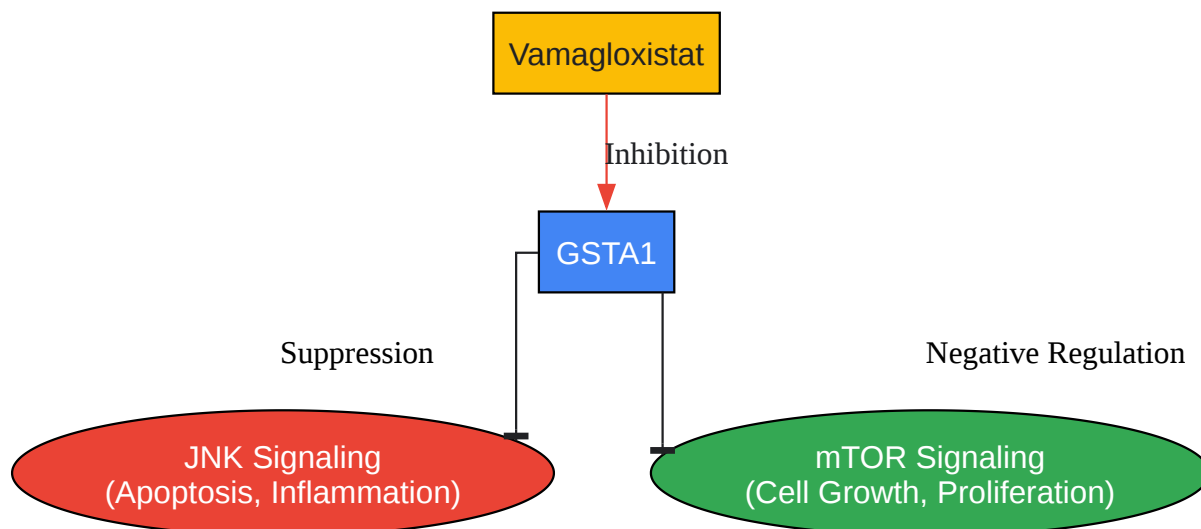 Vamagloxistat
Inhibition
GSTA1
Suppression
Negative Regulation
JNK Signaling
(Apoptosis, Inflammation)
mTOR Signaling
(Cell Growth, Proliferation)